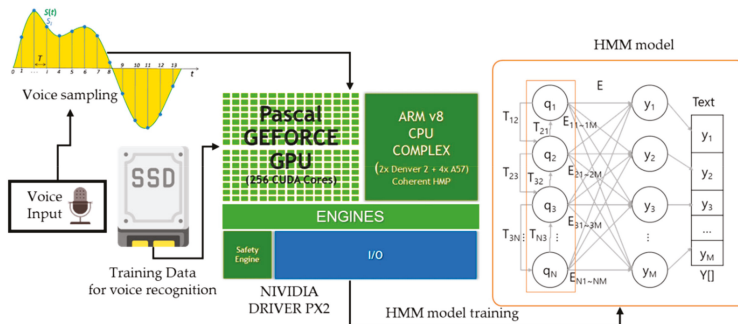 S(t)
Sᵢ
T
0 1 ... 3 4 5 6 7 8 9 10 11 12 13
t
Voice sampling
Voice
Input
SSD
Training Data
for voice recognition
Pascal
GEFORCE
GPU
(256 CUDA Cores)
ARM v8
CPU
COMPLEX
(2x Denver 2 + 4x A57)
Coherent HMP
ENGINES
Safety
Engine
I/O
NIVIDIA
DRIVER PX2
HMM model training
HMM model
E
Text
q1
q2
q3
qN
T12
T21
T23
T32
T3N
TN3
E11~1M
E21~2M
E31~3M
EN1~NM
y1
y2
y3
yM
y1
y2
y3
...
yM
Y[]